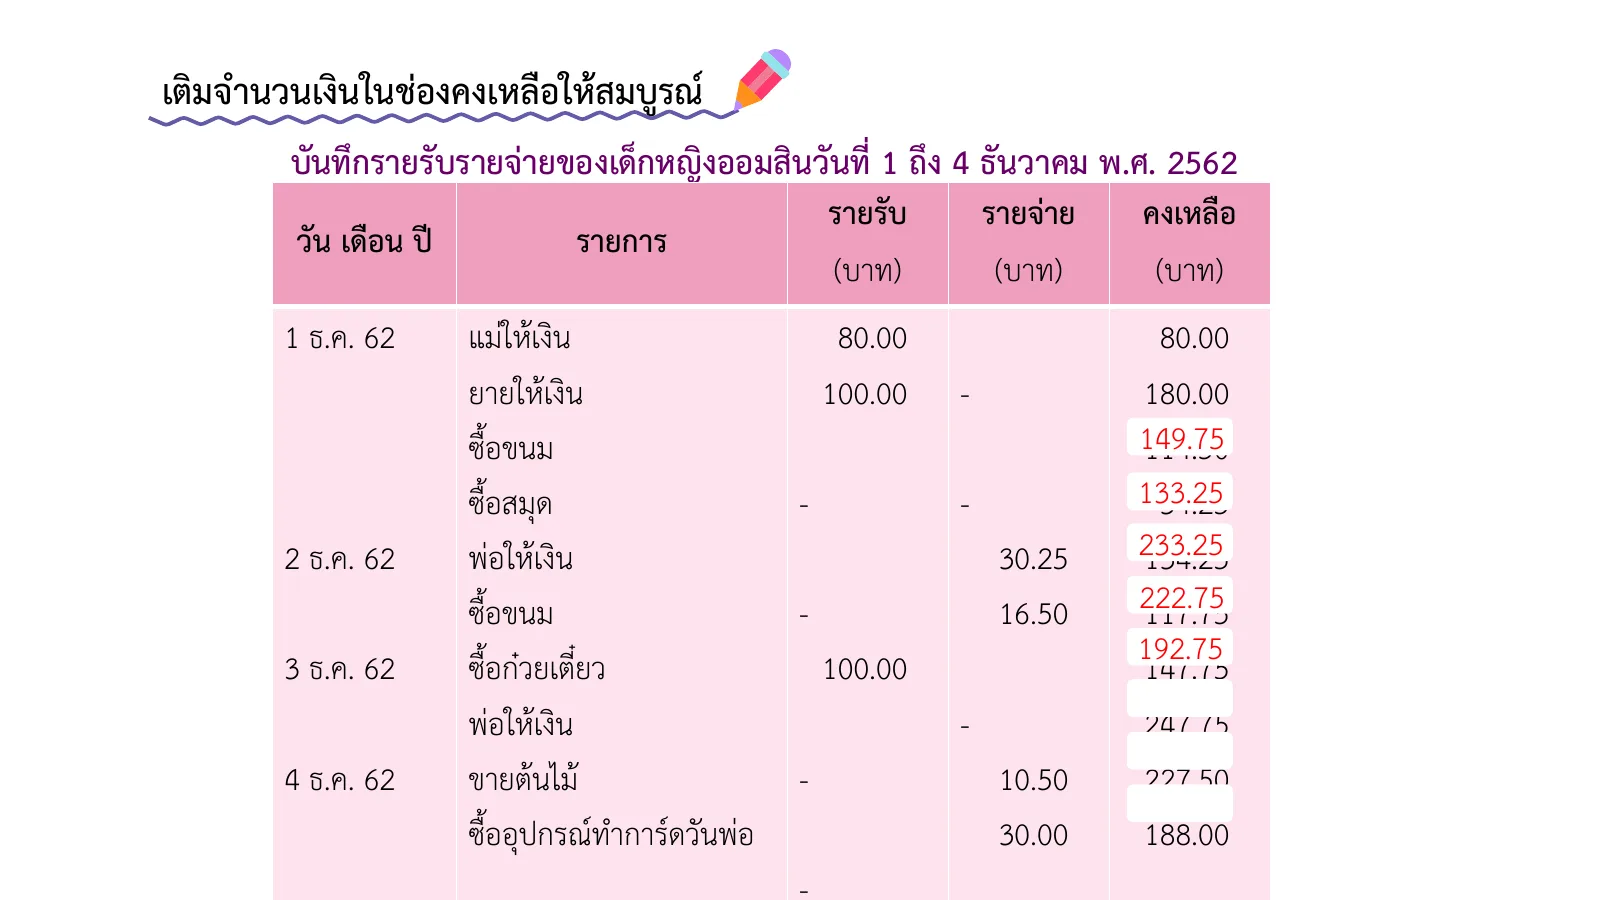 เติมจำนวนเงินในช่องคงเหลือให้สมบูรณ์
บันทึกรายรับรายจ่ายของเด็กหญิงออมสินวันที่ 1 ถึง 4 ธันวาคม พ.ศ. 2562
วัน เดือน ปี รายการ รายรับ (บาท) รายจ่าย (บาท) คงเหลือ (บาท)
1 ธ.ค. 62 แม่ให้เงิน 80.00 80.00
ยายให้เงิน 100.00 - 180.00
ซื้อขนม 149.75
ซื้อสมุด - - 133.25
2 ธ.ค. 62 พ่อให้เงิน 30.25 233.25
ซื้อขนม - 16.50 222.75
3 ธ.ค. 62 ซื้อก๋วยเตี๋ยว 100.00 192.75
147.75
พ่อให้เงิน - 247.75
4 ธ.ค. 62 ขายต้นไม้ - 10.50 227.50
ซื้ออุปกรณ์ทำการ์ดวันพ่อ 30.00 188.00
-